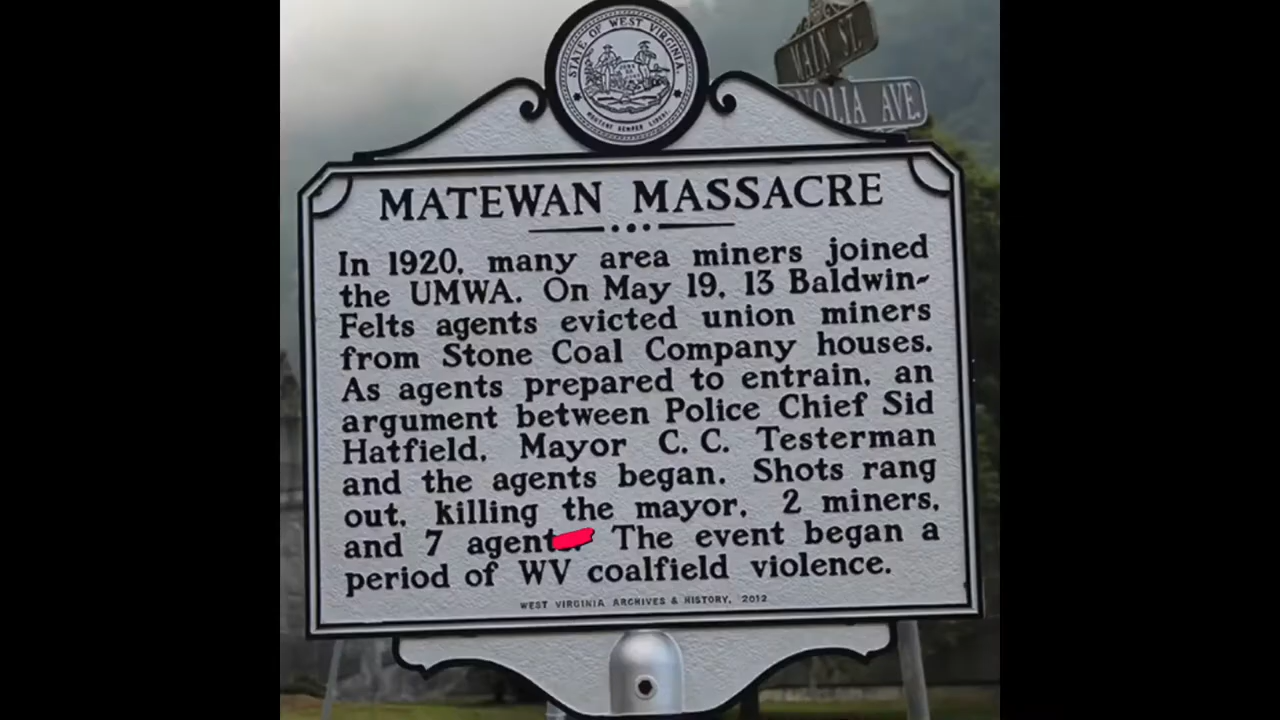 STATE OF WEST VIRGINIA
MONTANI SEMPER LIBERI
MAIN ST.
AVE.
MATEWAN MASSACRE
In 1920, many area miners joined
the UMWA. On May 19, 13 Baldwin-
Felts agents evicted union miners
from Stone Coal Company houses.
As agents prepared to entrain, an
argument between Police Chief Sid
Hatfield, Mayor C. C. Testerman
and the agents began. Shots rang
out, killing the mayor, 2 miners,
and 7 The event began a
period of WV coalfield violence.
WEST VIRGINIA ARCHIVES & HISTORY, 2012